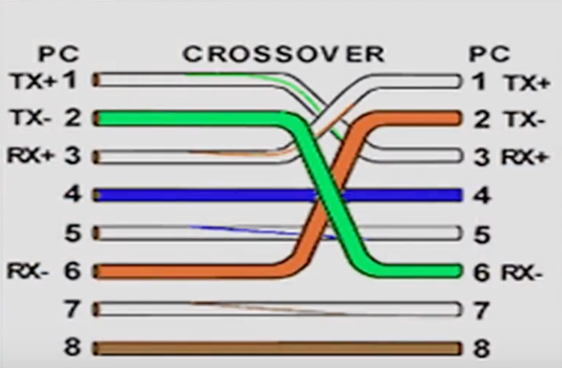 PC CROSSOVER PC
TX+ 1 1 TX+
TX- 2 2 TX-
RX+ 3 3 RX+
4 4
5 5
RX- 6 6 RX-
7 7
8 8